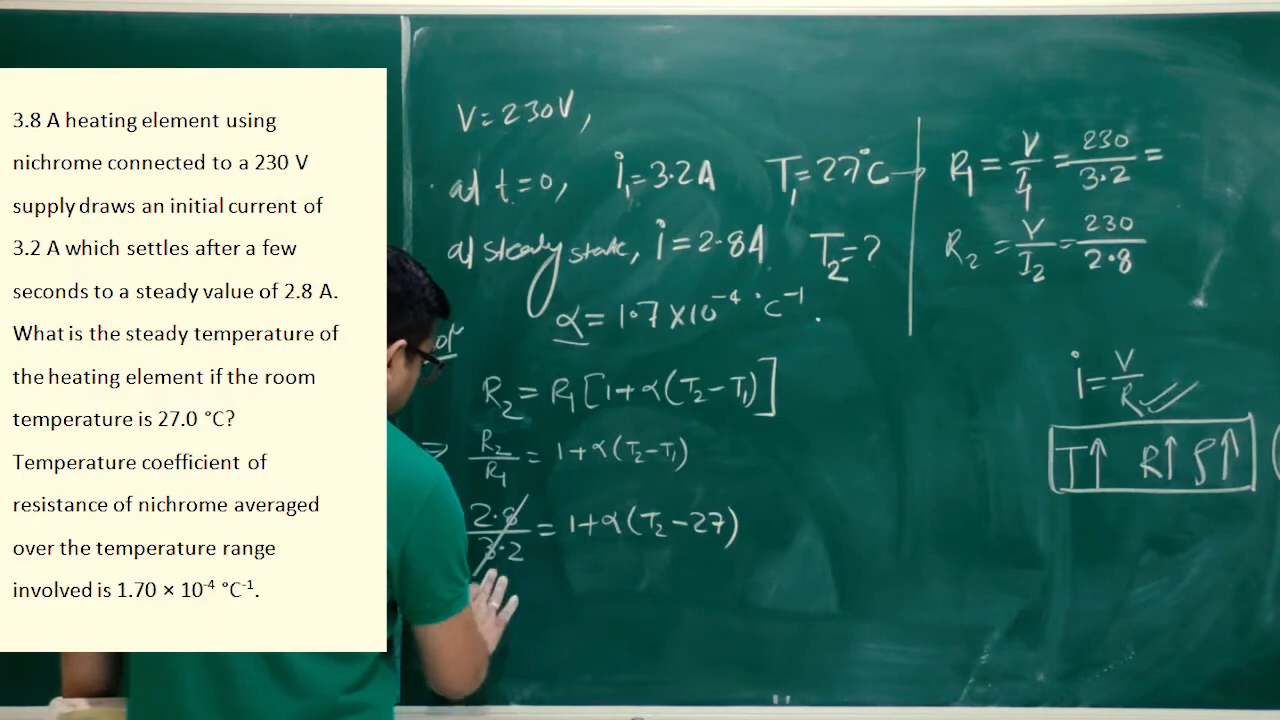 3.8 A heating element using
nichrome connected to a 230 V
supply draws an initial current of
3.2 A which settles after a few
seconds to a steady value of 2.8 A.
What is the steady temperature of
the heating element if the room
temperature is 27.0 °C?
Temperature coefficient of
resistance of nichrome averaged
over the temperature range
involved is 1.70 × 10⁻⁴ °C⁻¹.
V = 230V,
at t=0, i₁=3.2A T₁=27°C →
at steady state, i = 2.8A T₂=?
α = 1.7×10⁻⁴ °C⁻¹.
R₂ = R₁[1+α(T₂−T₁)]
⇒ R₂/R₁ = 1+α(T₂−T₁)
2.8/3.2 = 1+α(T₂−27)
R₁ = V/I₁ = 230/3.2 =
R₂ = V/I₂ = 230/2.8
i = V/R
T↑ R↑ ρ↑